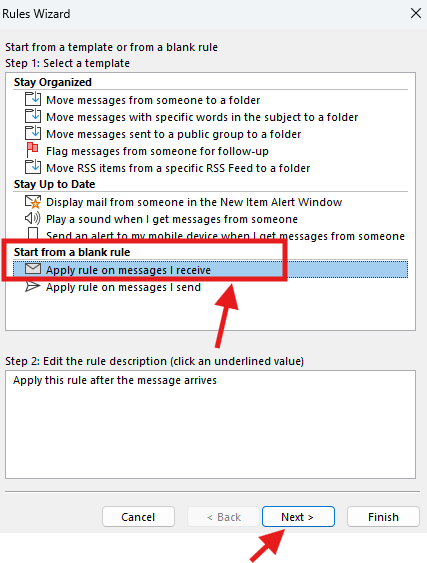 Rules Wizard
Start from a template or from a blank rule
Step 1: Select a template
Stay Organized
Move messages from someone to a folder
Move messages with specific words in the subject to a folder
Move messages sent to a public group to a folder
Flag messages from someone for follow-up
Move RSS items from a specific RSS Feed to a folder
Stay Up to Date
Display mail from someone in the New Item Alert Window
Play a sound when I get messages from someone
Send an alert to my mobile device when I get messages from someone
Start from a blank rule
Apply rule on messages I receive
Apply rule on messages I send
Step 2: Edit the rule description (click an underlined value)
Apply this rule after the message arrives
Cancel < Back Next > Finish